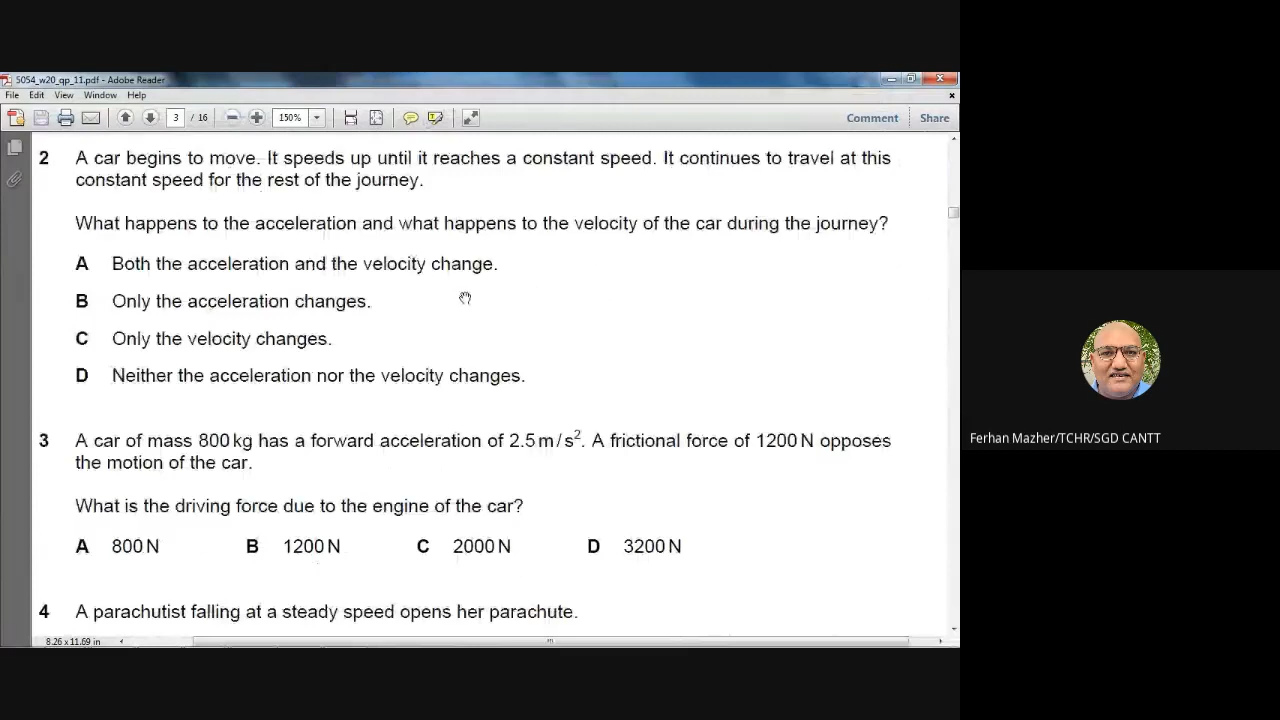 5054_w20_qp_11.pdf - Adobe Reader
File Edit View Window Help
3 / 16 150% Comment Share
2 A car begins to move. It speeds up until it reaches a constant speed. It continues to travel at this
constant speed for the rest of the journey.
What happens to the acceleration and what happens to the velocity of the car during the journey?
A Both the acceleration and the velocity change.
B Only the acceleration changes.
C Only the velocity changes.
D Neither the acceleration nor the velocity changes.
3 A car of mass 800 kg has a forward acceleration of 2.5 m / s². A frictional force of 1200 N opposes
the motion of the car.
What is the driving force due to the engine of the car?
A 800 N B 1200 N C 2000 N D 3200 N
4 A parachutist falling at a steady speed opens her parachute.
8.26 x 11.69 in
Ferhan Mazher/TCHR/SGD CANTT